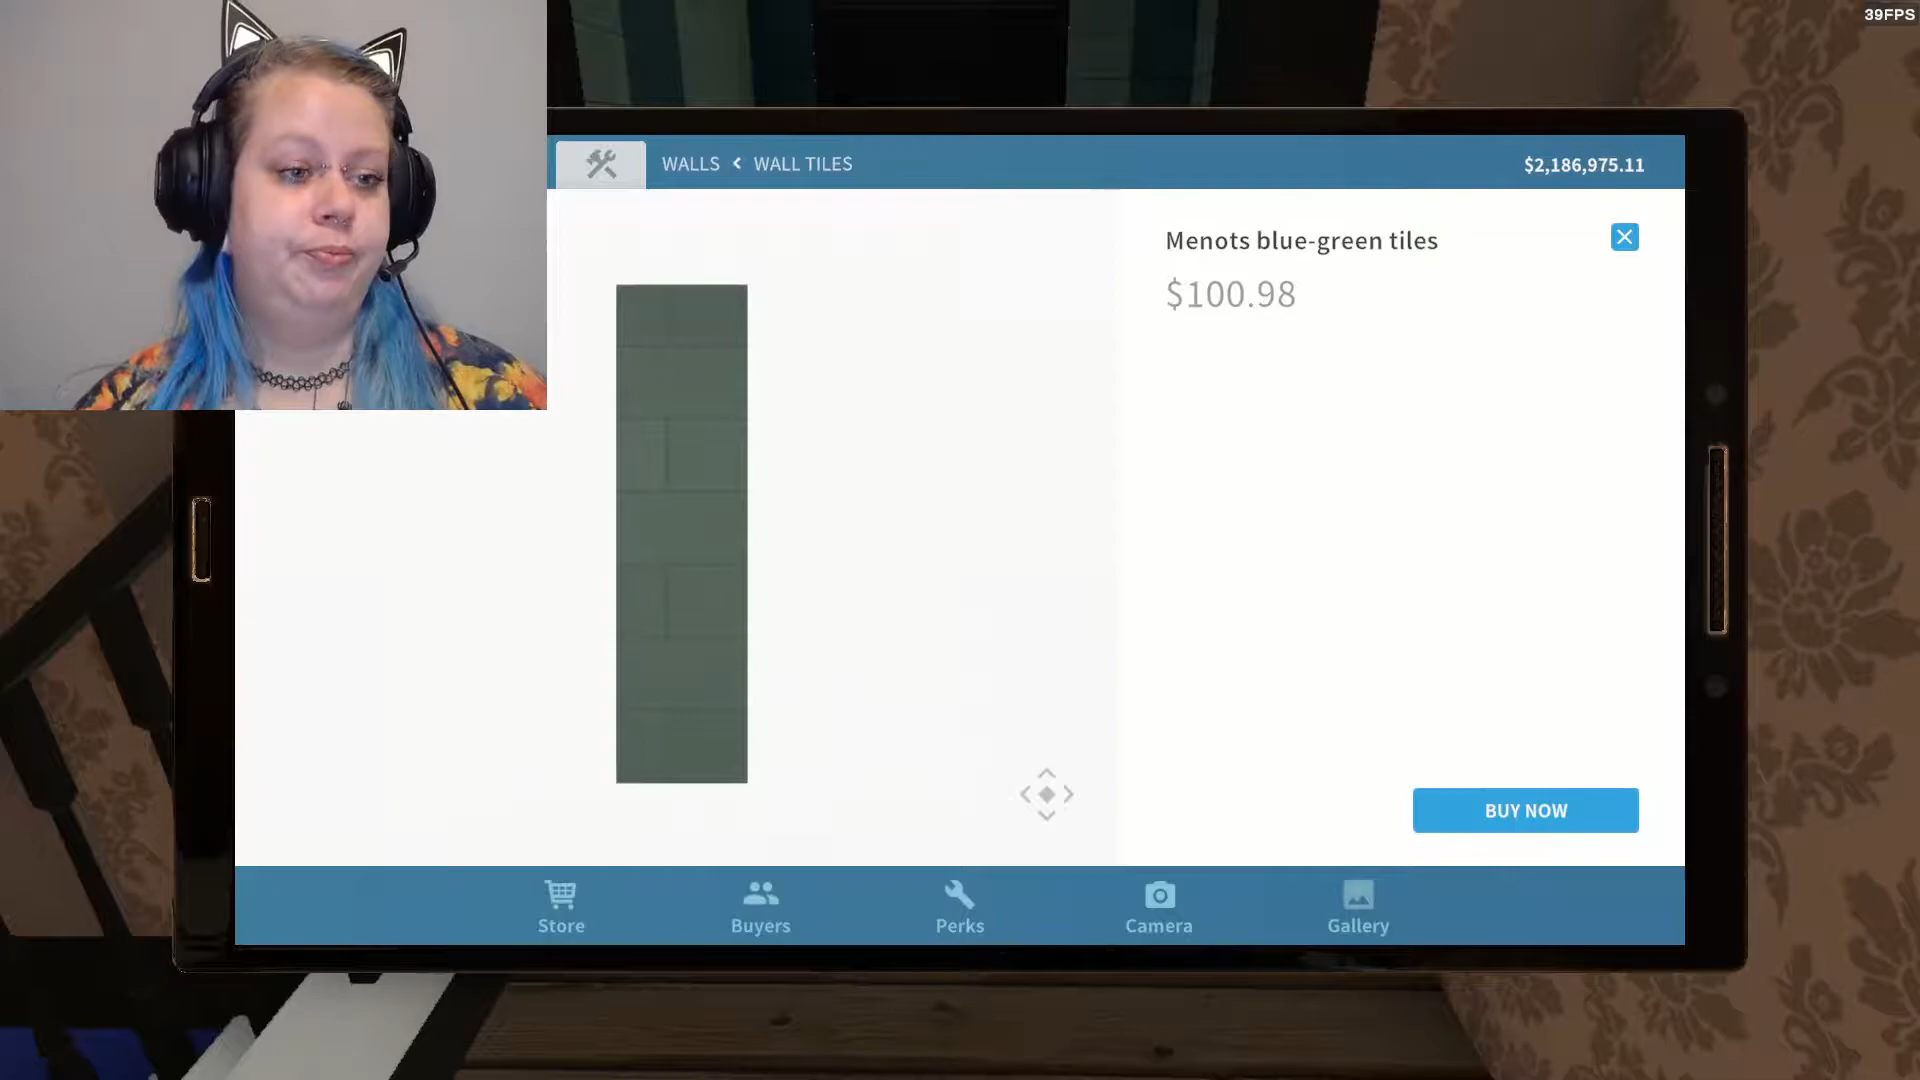 39FPS
WALLS < WALL TILES
$2,186,975.11
Menots blue-green tiles
$100.98
BUY NOW
Store
Buyers
Perks
Camera
Gallery